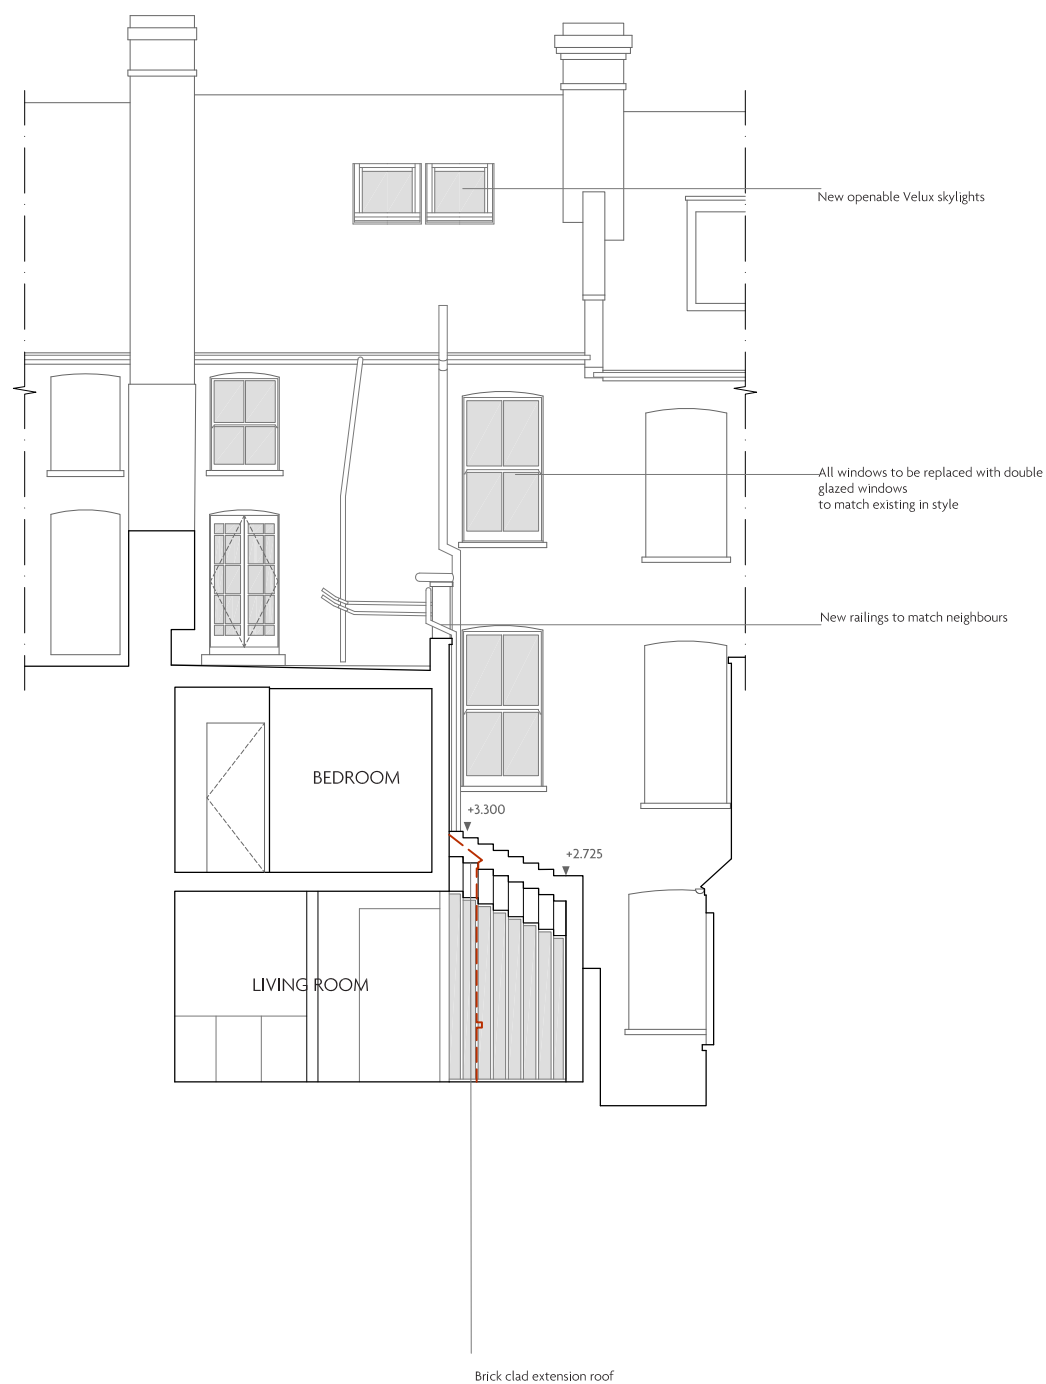 New openable Velux skylights
All windows to be replaced with double
glazed windows
to match existing in style
New railings to match neighbours
BEDROOM
+3.300
+2.725
LIVING ROOM
Brick clad extension roof